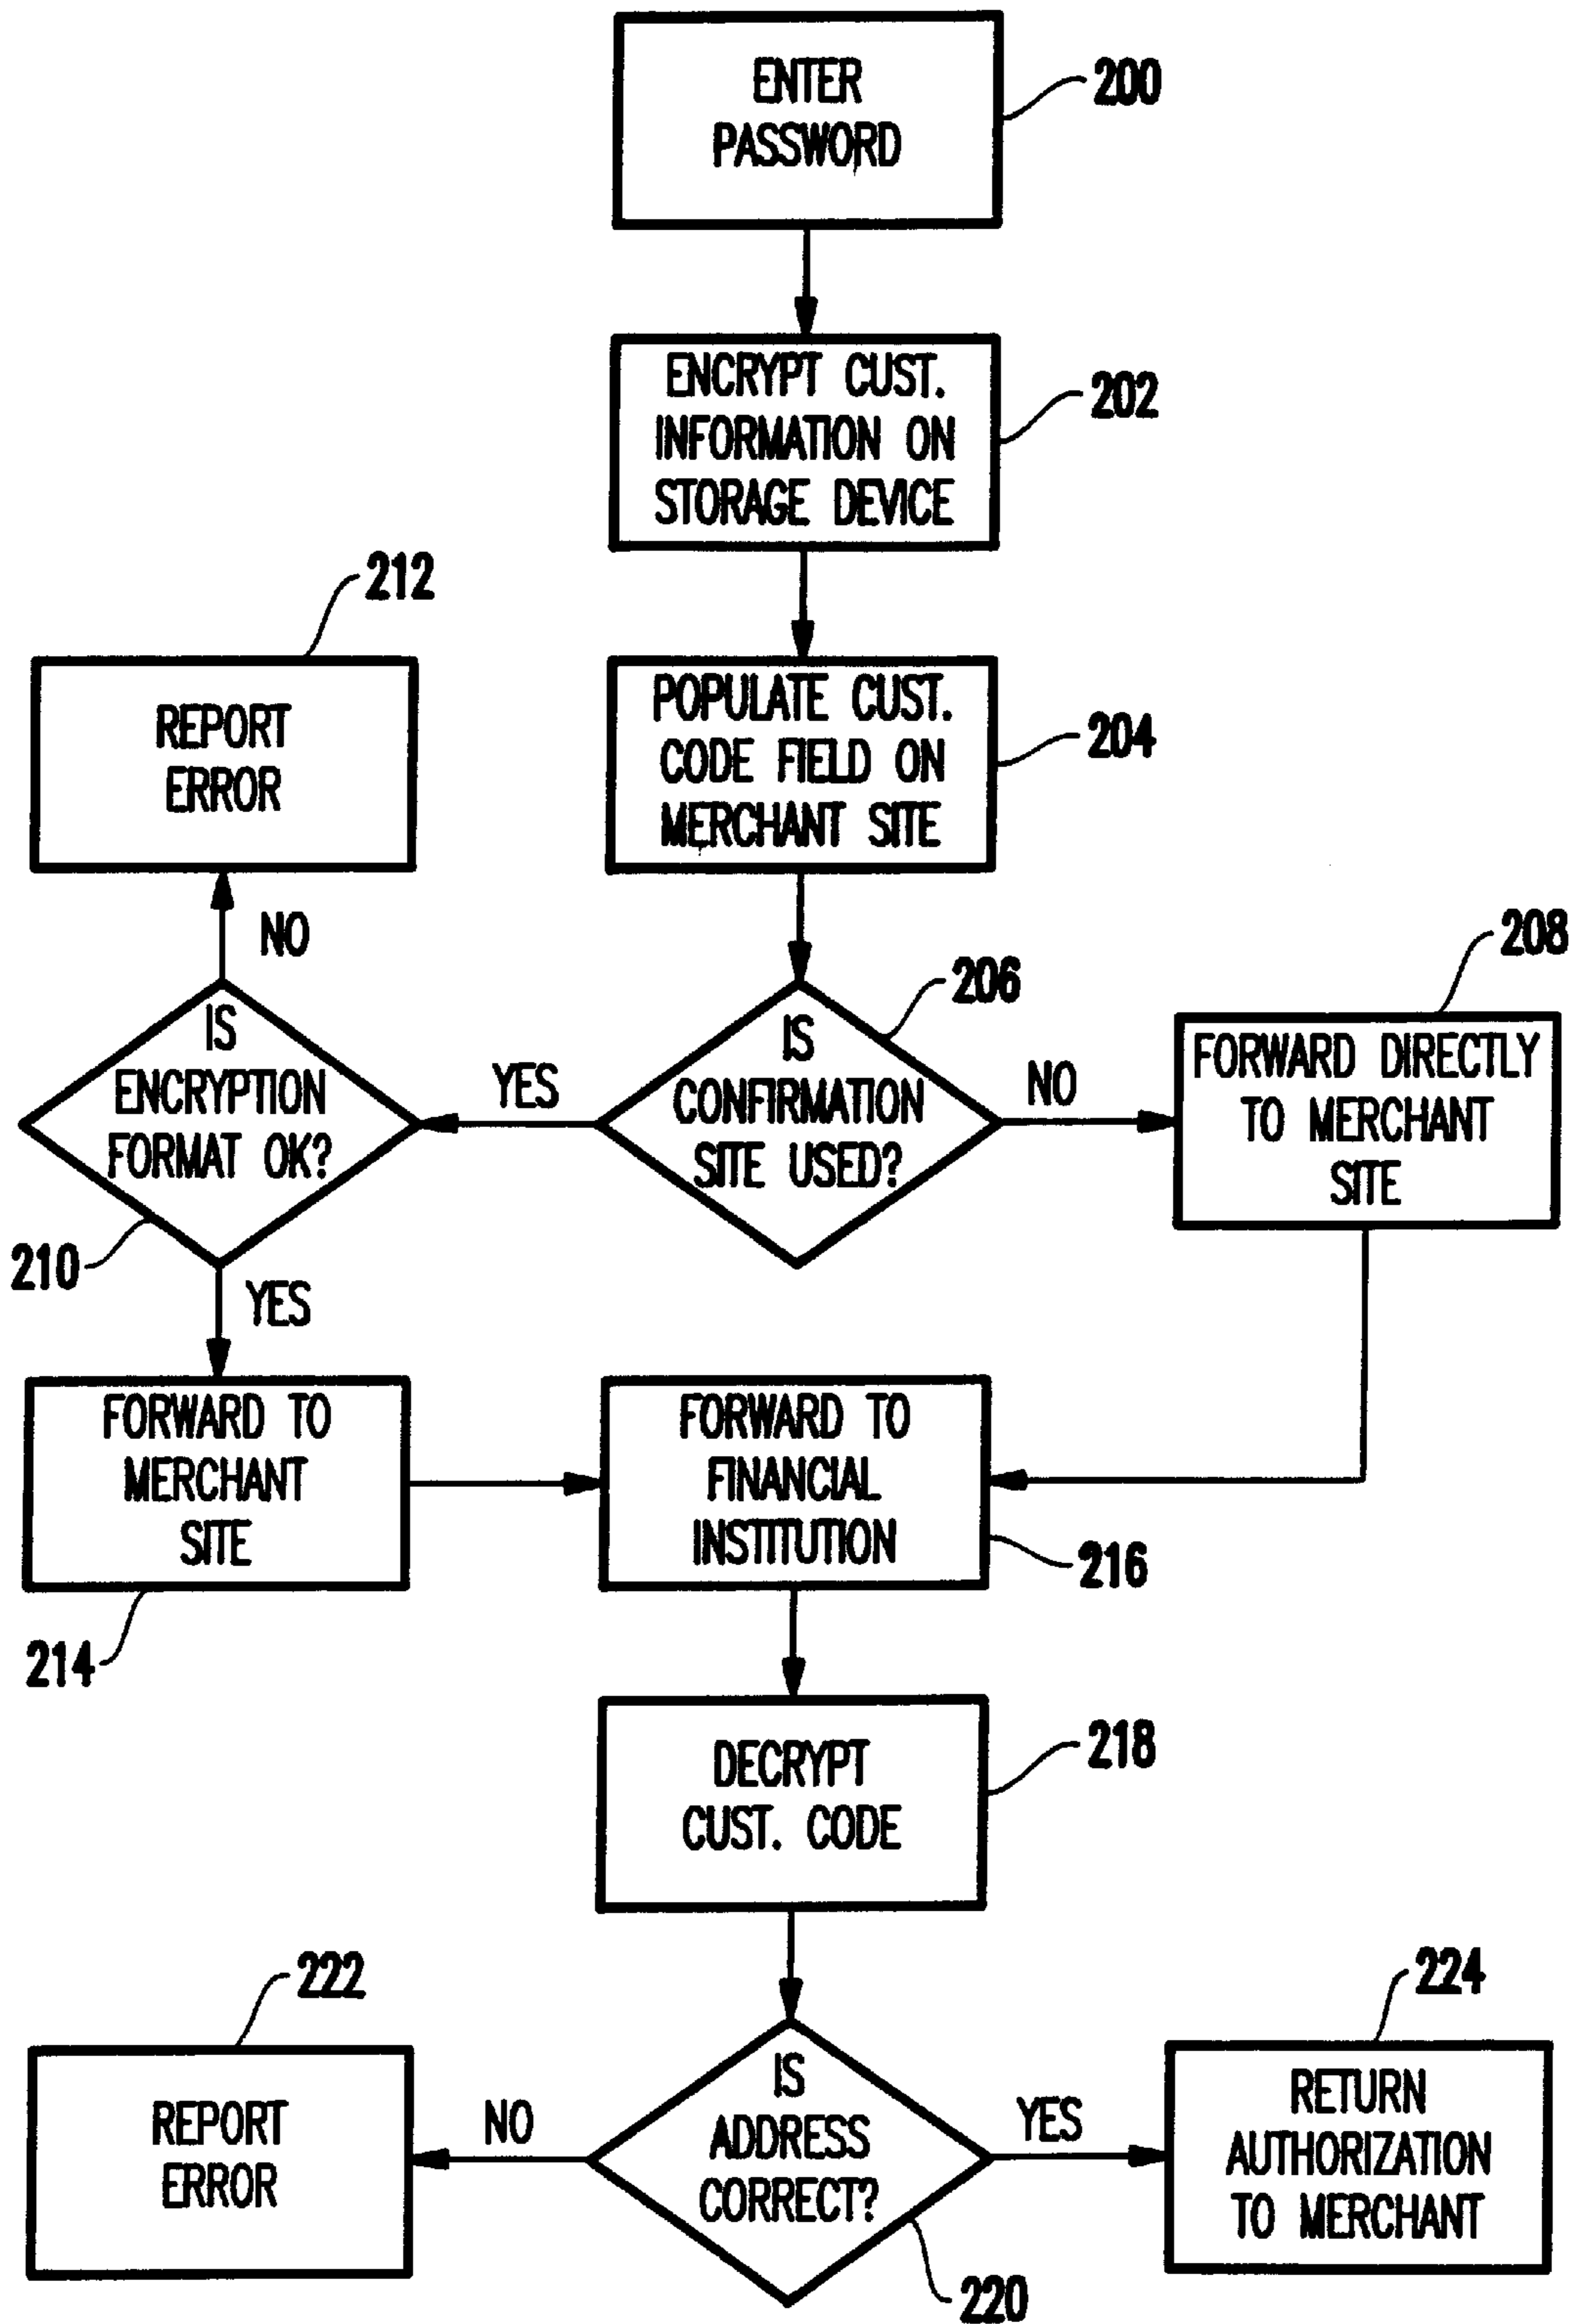 ENTER
PASSWORD
200
ENCRYPT CUST.
INFORMATION ON
STORAGE DEVICE
202
212
REPORT
ERROR
POPULATE CUST.
CODE FIELD ON
MERCHANT SITE
204
NO
206
208
IS
ENCRYPTION
FORMAT OK?
YES
IS
CONFIRMATION
SITE USED?
NO
FORWARD DIRECTLY
TO MERCHANT
SITE
210
YES
FORWARD TO
MERCHANT
SITE
FORWARD TO
FINANCIAL
INSTITUTION
216
214
DECRYPT
CUST. CODE
218
222
224
REPORT
ERROR
NO
IS
ADDRESS
CORRECT?
YES
RETURN
AUTHORIZATION
TO MERCHANT
220